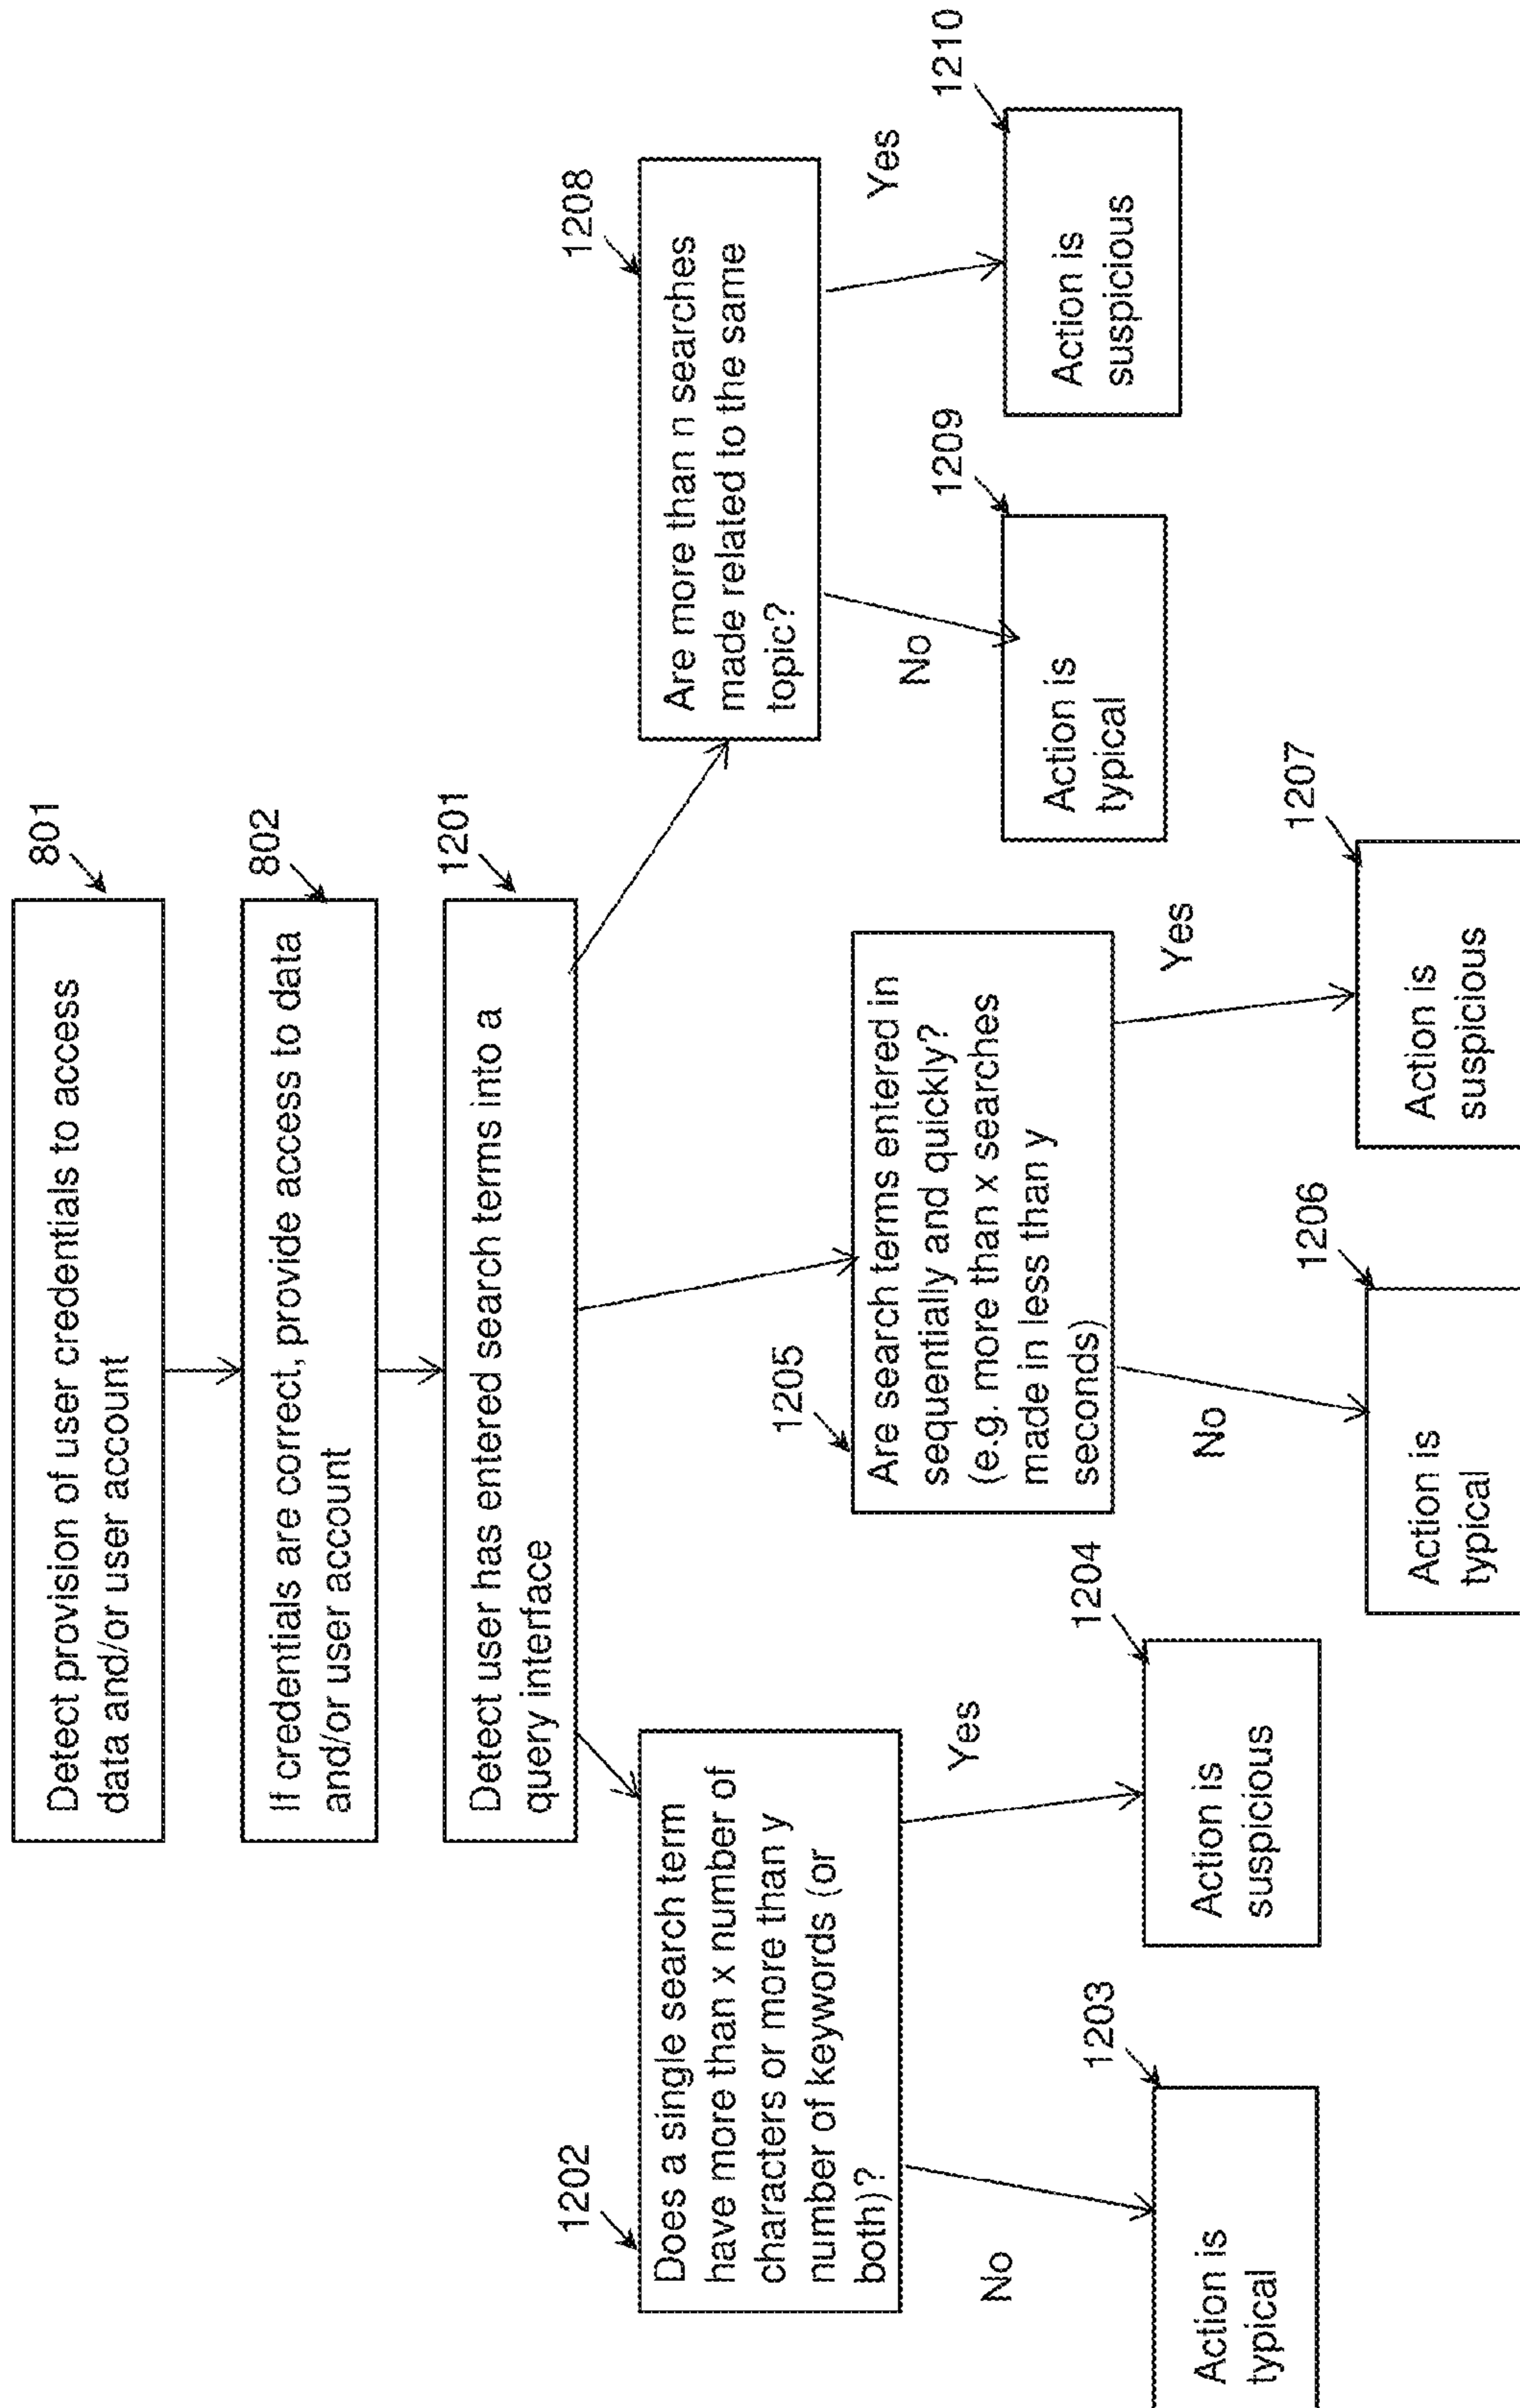 801
Detect provision of user credentials to access
data and/or user account
802
If credentials are correct, provide access to data
and/or user account
1201
Detect user has entered search terms into a
query interface
1202
Does a single search term
have more than x number of
characters or more than y
number of keywords (or
both)?
No
Yes
1203
Action is
typical
1204
Action is
suspicious
1205
Are search terms entered in
sequentially and quickly?
(e.g. more than x searches
made in less than y
seconds)
No
Yes
1206
Action is
typical
1207
Action is
suspicious
1208
Are more than n searches
made related to the same
topic?
No
Yes
1209
Action is
typical
1210
Action is
suspicious